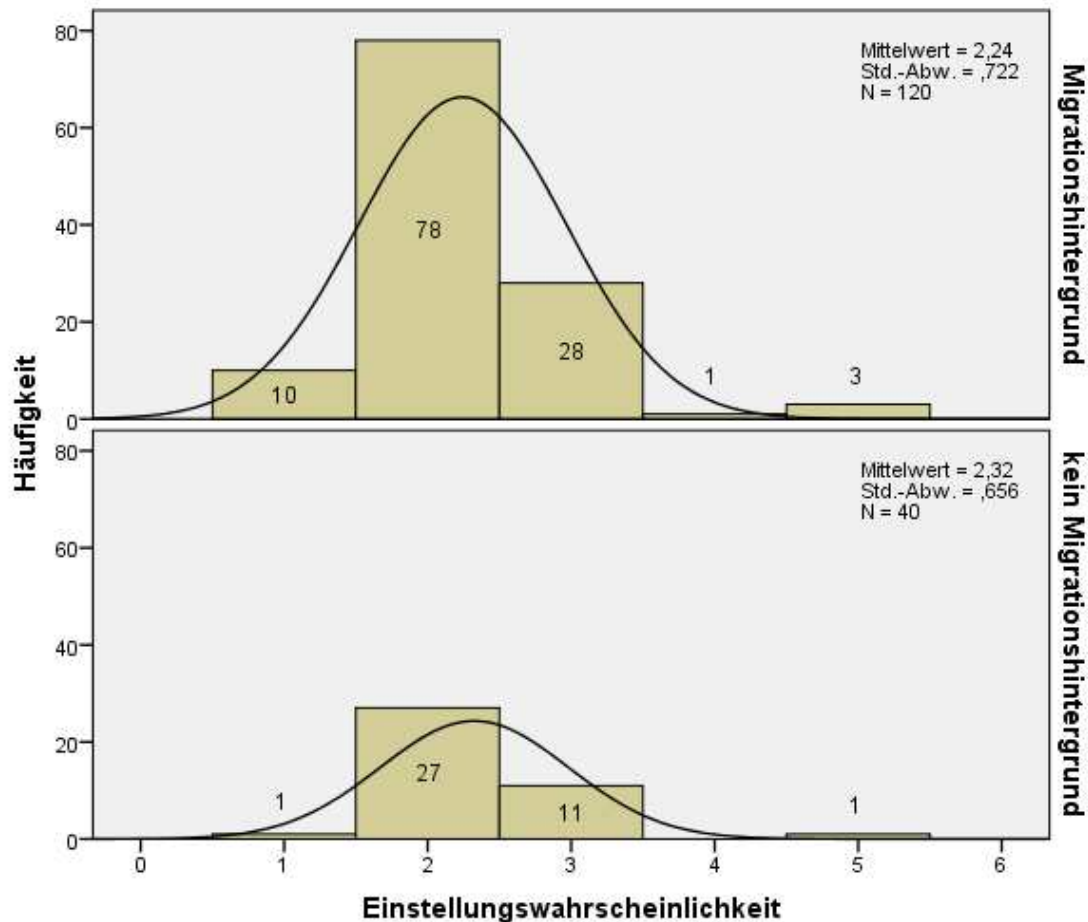 80
60
40
20
0
Mittelwert = 2,24
Std.-Abw. = ,722
N = 120
10
78
28
1
3
Migrationshintergrund
Häufigkeit
80
60
40
20
0
Mittelwert = 2,32
Std.-Abw. = ,656
N = 40
1
27
11
1
kein Migrationshintergrund
0 1 2 3 4 5 6
Einstellungswahrscheinlichkeit